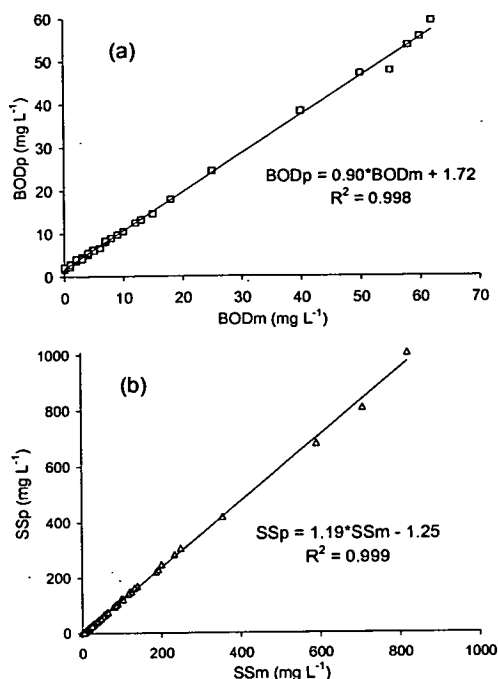 (a)
60
50
40
30
20
10
0
BODp (mg L⁻¹)
BODp = 0.90*BODm + 1.72
R² = 0.998
0 10 20 30 40 50 60 70
BODm (mg L⁻¹)
(b)
1000
800
600
400
200
0
SSp (mg L⁻¹)
SSp = 1.19*SSm - 1.25
R² = 0.999
0 200 400 600 800 1000
SSm (mg L⁻¹)